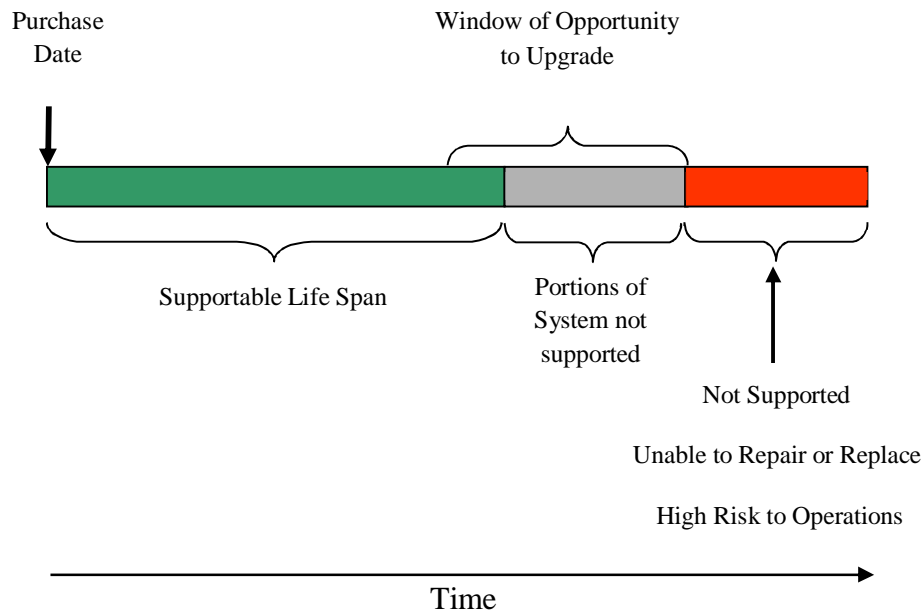 Purchase
Date
Window of Opportunity
to Upgrade
Supportable Life Span
Portions of
System not
supported
Not Supported
Unable to Repair or Replace
High Risk to Operations
Time